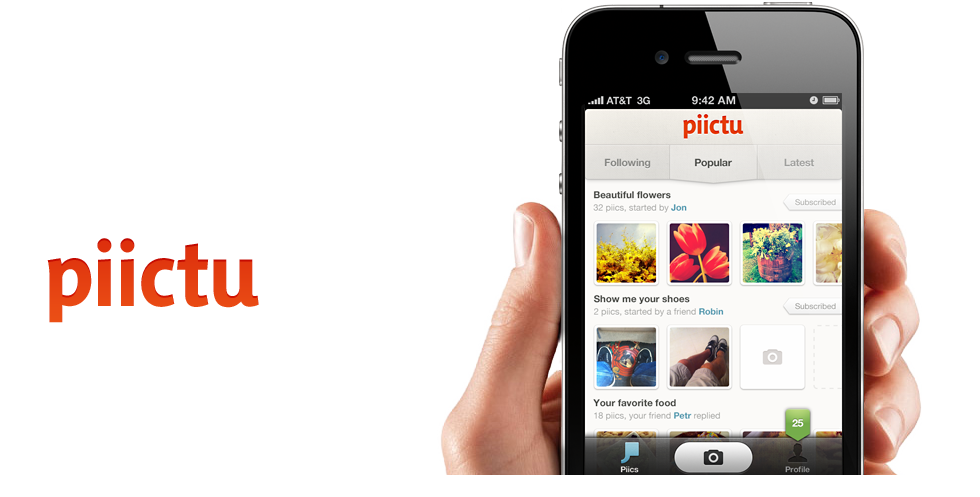 piictu
AT&T 3G 9:42 AM
piictu
Following Popular Latest
Beautiful flowers
32 piics, started by Jon
Subscribed
Show me your shoes
2 piics, started by a friend Robin
Subscribed
Your favorite food
18 piics, your friend Petr replied
25
Piics Profile